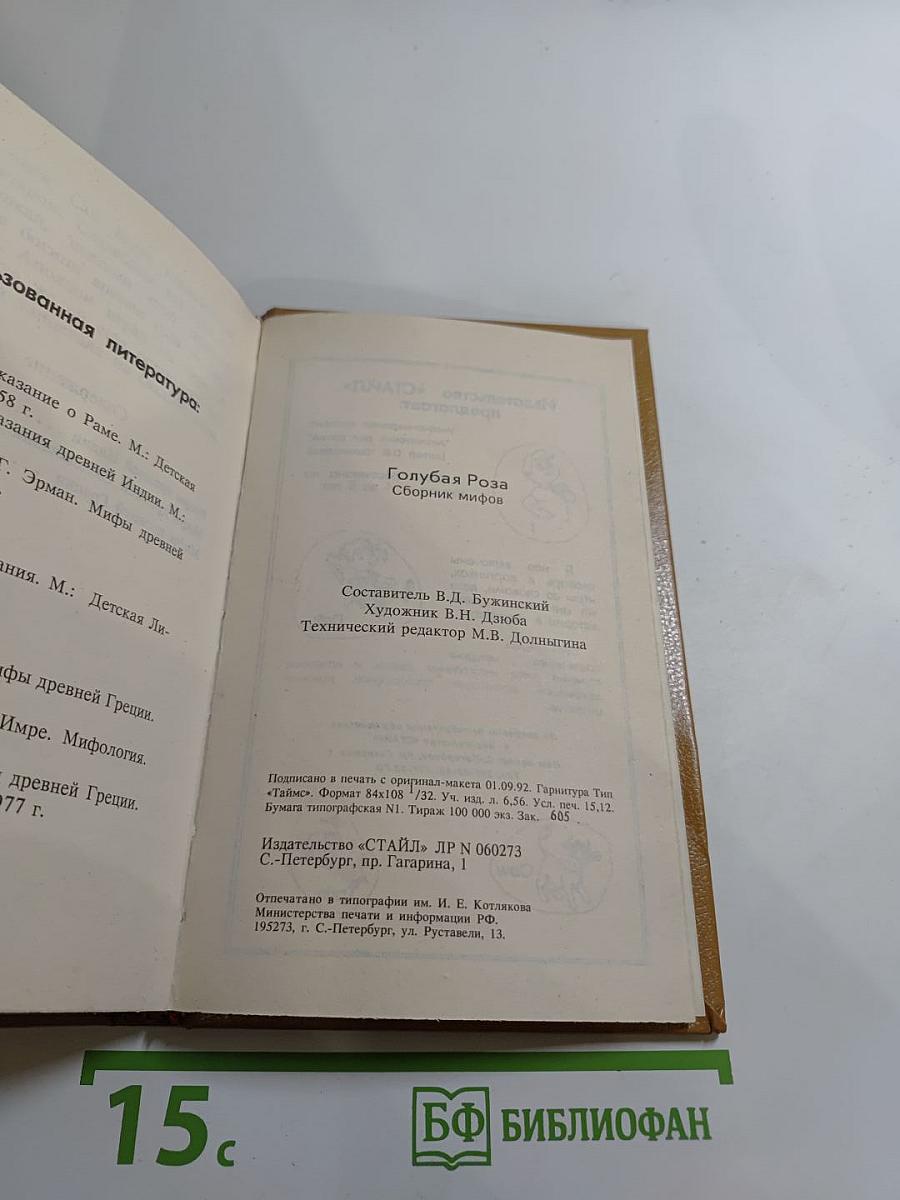 зованная литература:
казание о Раме. М.: Детская
58 г.
азания древней Индии. М.:
Г. Эрман. Мифы древней
ания. М.: Детская Ли-
ифы древней Греции.
Имре. Мифология.
древней Греции.
977 г.
Голубая Роза
Сборник мифов
Составитель В.Д. Бужинский
Художник В.Н. Дзюба
Технический редактор М.В. Долныгина
Подписано в печать с оригинал-макета 01.09.92. Гарнитура Тип
«Таймс». Формат 84х108 1/32. Уч. изд. л. 6,56. Усл. печ. 15,12.
Бумага типографская N1. Тираж 100 000 экз. Зак. 605
Издательство «СТАЙЛ» ЛР N 060273
С.-Петербург, пр. Гагарина, 1
Отпечатано в типографии им. И. Е. Котлякова
Министерства печати и информации РФ.
195273, г. С.-Петербург, ул. Руставели, 13.
15 с
БФ БИБЛИОФАН